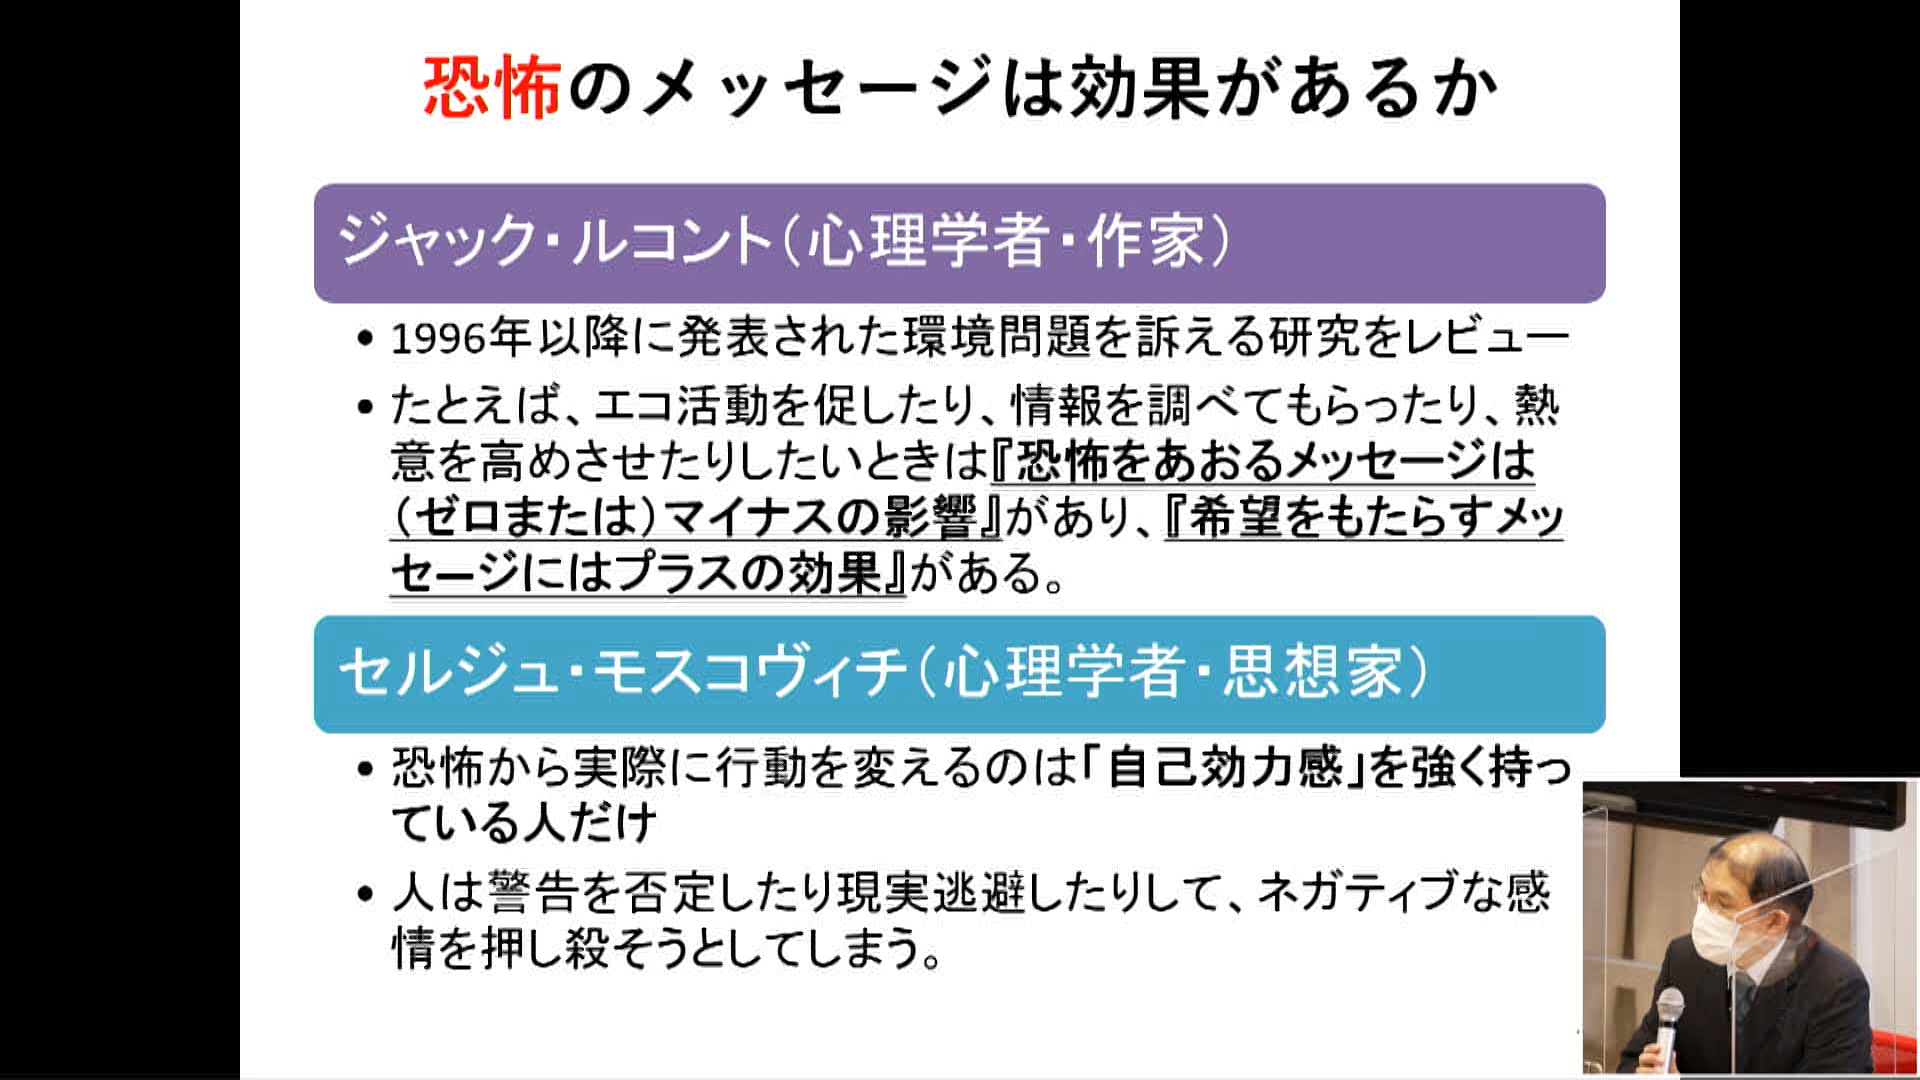 恐怖のメッセージは効果があるか
ジャック・ルコント（心理学者・作家）
• 1996年以降に発表された環境問題を訴える研究をレビュー
• たとえば、エコ活動を促したり、情報を調べてもらったり、熱
意を高めさせたりしたいときは『恐怖をあおるメッセージは
（ゼロまたは）マイナスの影響』があり、『希望をもたらすメッ
セージにはプラスの効果』がある。
セルジュ・モスコヴィチ（心理学者・思想家）
• 恐怖から実際に行動を変えるのは「自己効力感」を強く持っ
ている人だけ
• 人は警告を否定したり現実逃避したりして、ネガティブな感
情を押し殺そうとしてしまう。